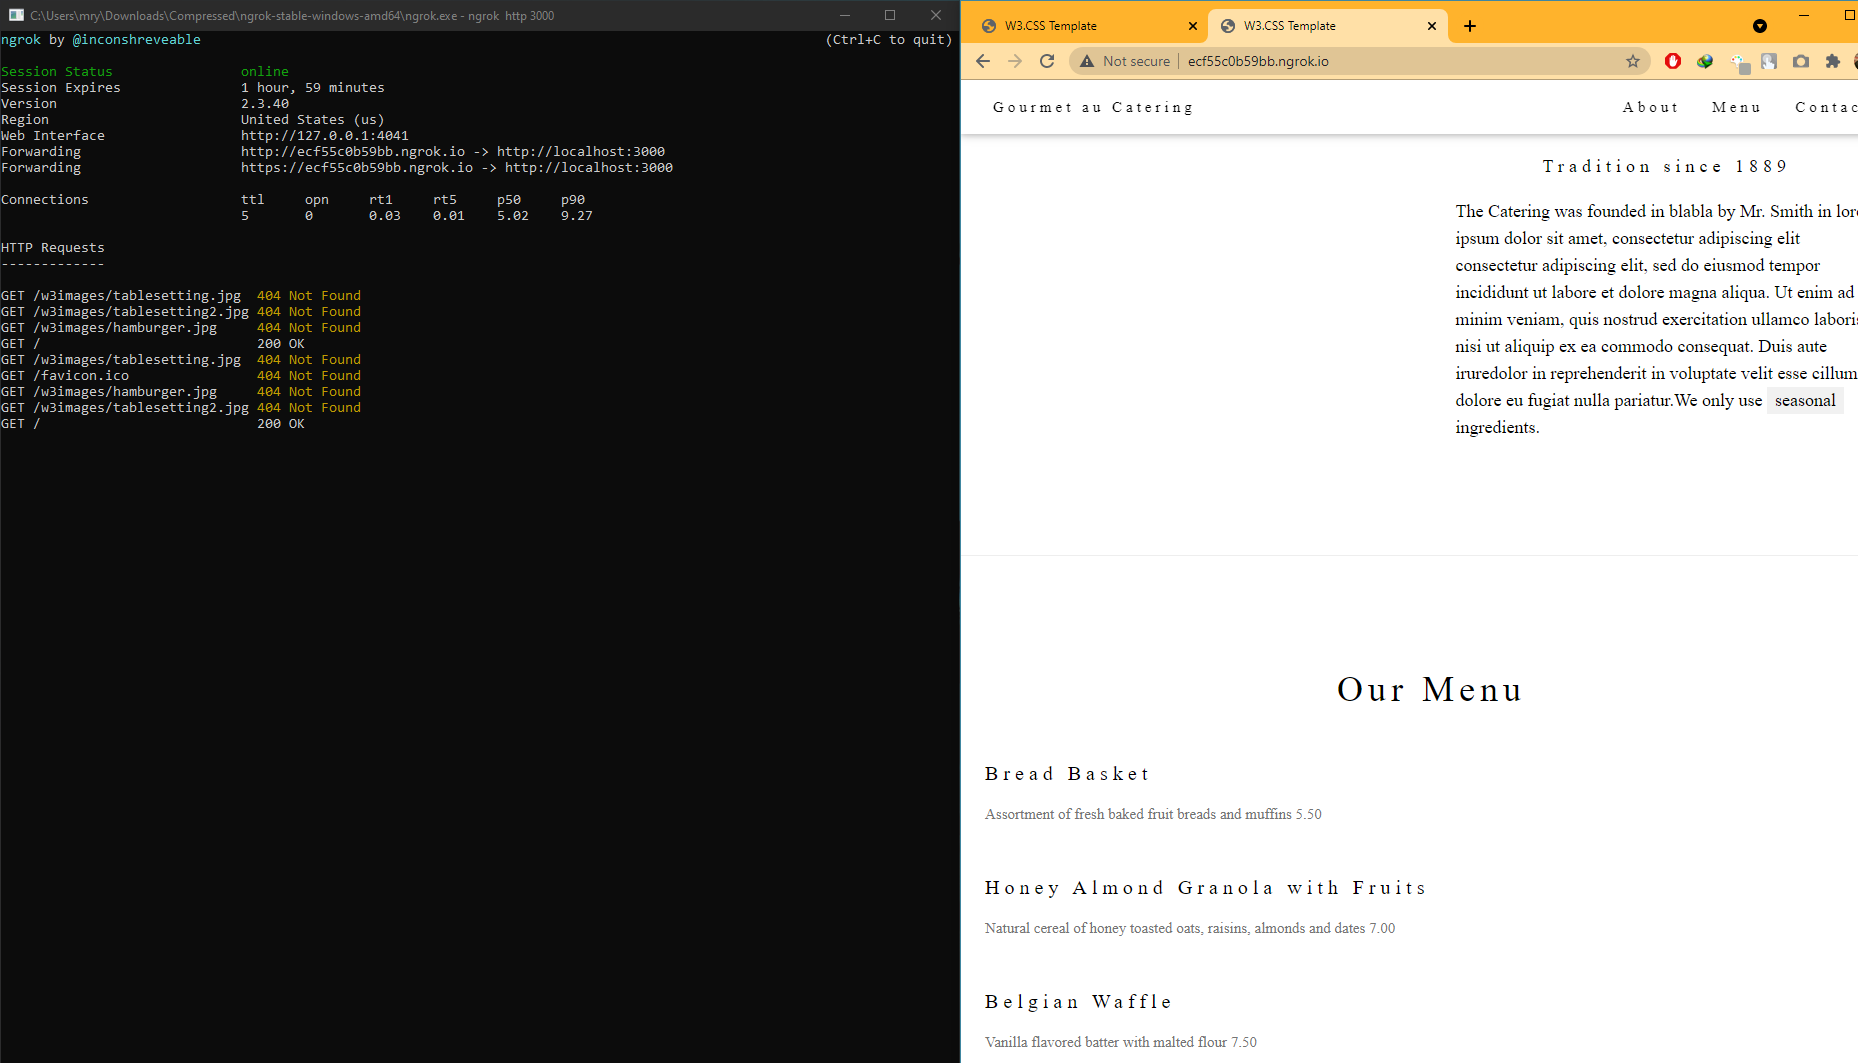 C:\Users\mry\Downloads\Compressed\ngrok-stable-windows-amd64\ngrok.exe - ngrok  http 3000
ngrok by @inconshreveable (Ctrl+C to quit)
Session Status online
Session Expires 1 hour, 59 minutes
Version 2.3.40
Region United States (us)
Web Interface http://127.0.0.1:4041
Forwarding http://ecf55c0b59bb.ngrok.io -> http://localhost:3000
Forwarding https://ecf55c0b59bb.ngrok.io -> http://localhost:3000
Connections ttl opn rt1 rt5 p50 p90
5 0 0.03 0.01 5.02 9.27
HTTP Requests
-------------
GET /w3images/tablesetting.jpg 404 Not Found
GET /w3images/tablesetting2.jpg 404 Not Found
GET /w3images/hamburger.jpg 404 Not Found
GET / 200 OK
GET /w3images/tablesetting.jpg 404 Not Found
GET /favicon.ico 404 Not Found
GET /w3images/hamburger.jpg 404 Not Found
GET /w3images/tablesetting2.jpg 404 Not Found
GET / 200 OK
W3.CSS Template W3.CSS Template
Not secure ecf55c0b59bb.ngrok.io
Gourmet au Catering About Menu Contac
Tradition since 1889
The Catering was founded in blabla by Mr. Smith in lore
ipsum dolor sit amet, consectetur adipiscing elit
consectetur adipiscing elit, sed do eiusmod tempor
incididunt ut labore et dolore magna aliqua. Ut enim ad
minim veniam, quis nostrud exercitation ullamco laboris
nisi ut aliquip ex ea commodo consequat. Duis aute
iruredolor in reprehenderit in voluptate velit esse cillum
dolore eu fugiat nulla pariatur.We only use seasonal
ingredients.
Our Menu
Bread Basket
Assortment of fresh baked fruit breads and muffins 5.50
Honey Almond Granola with Fruits
Natural cereal of honey toasted oats, raisins, almonds and dates 7.00
Belgian Waffle
Vanilla flavored batter with malted flour 7.50